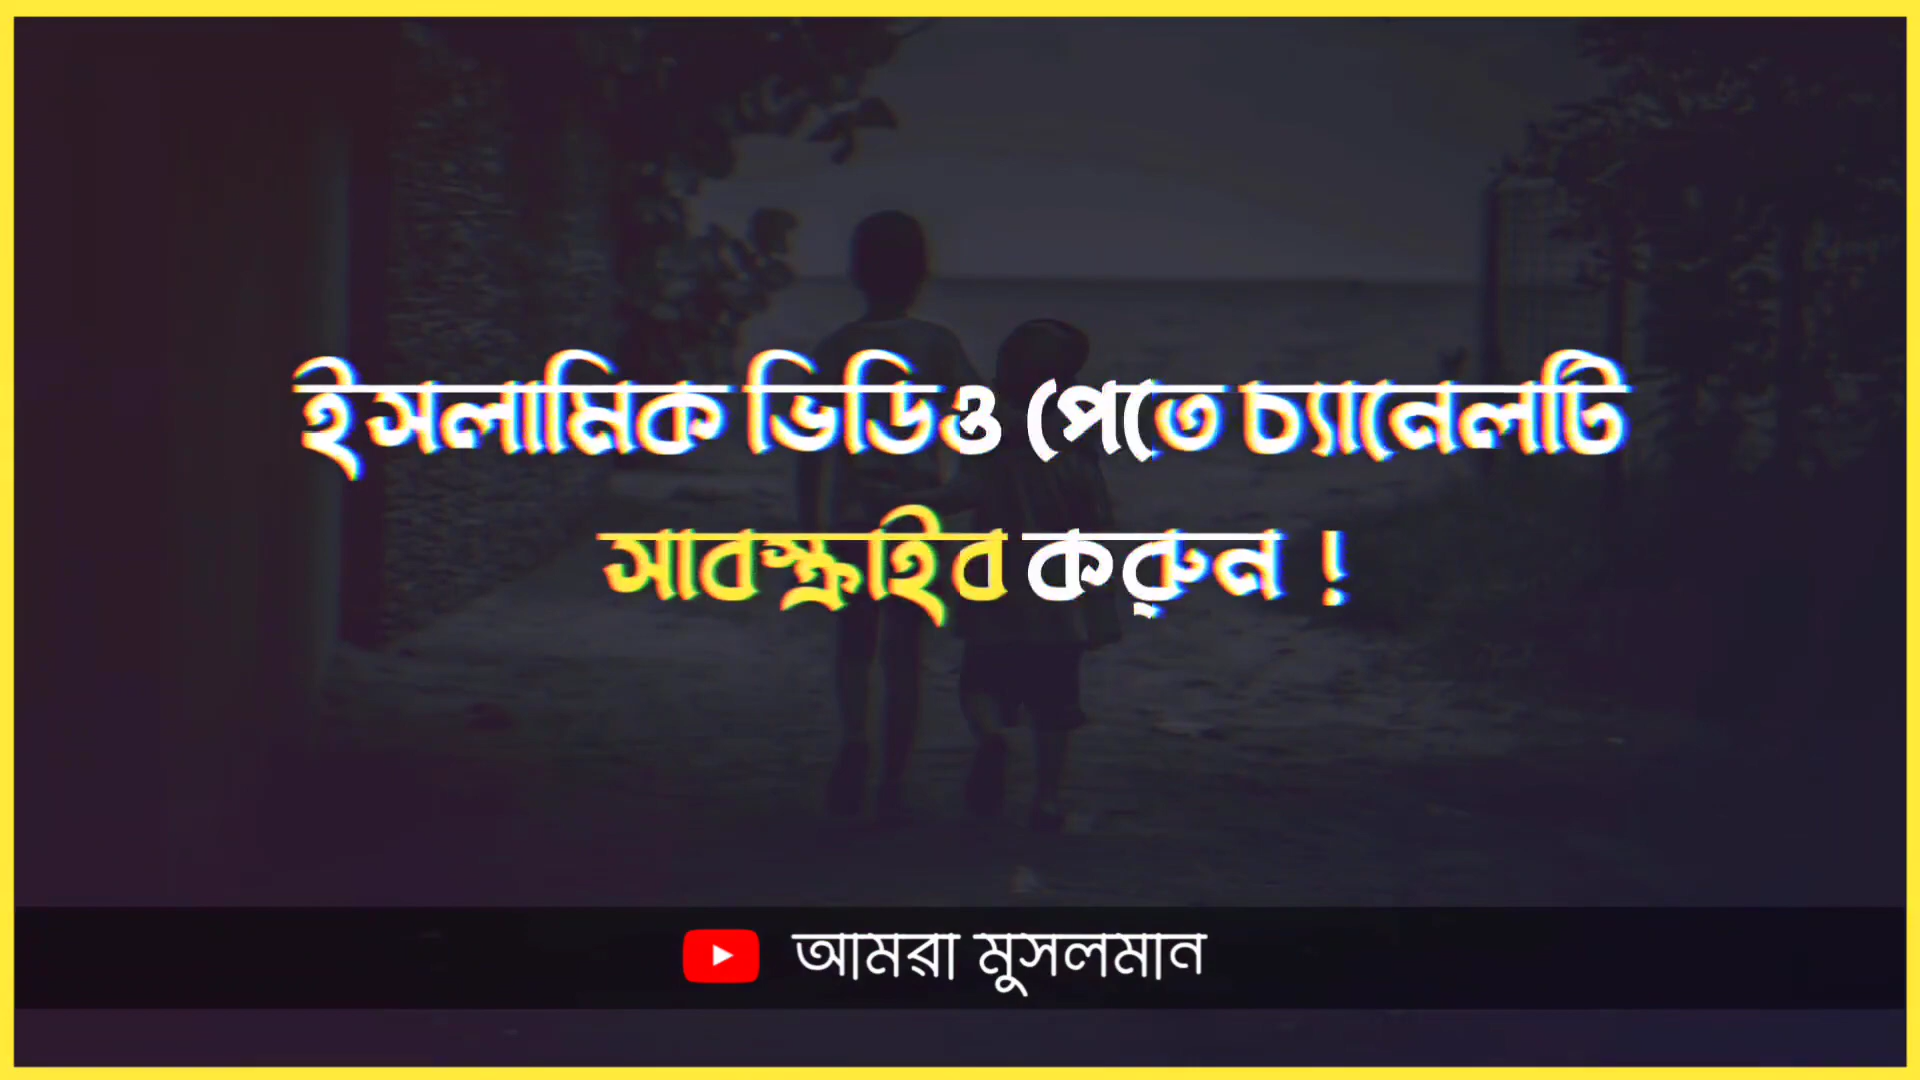 ইসলামিক ভিডিও পেতে চ্যানেলটি
সাবস্ক্রাইব করুন !
আমরা মুসলমান